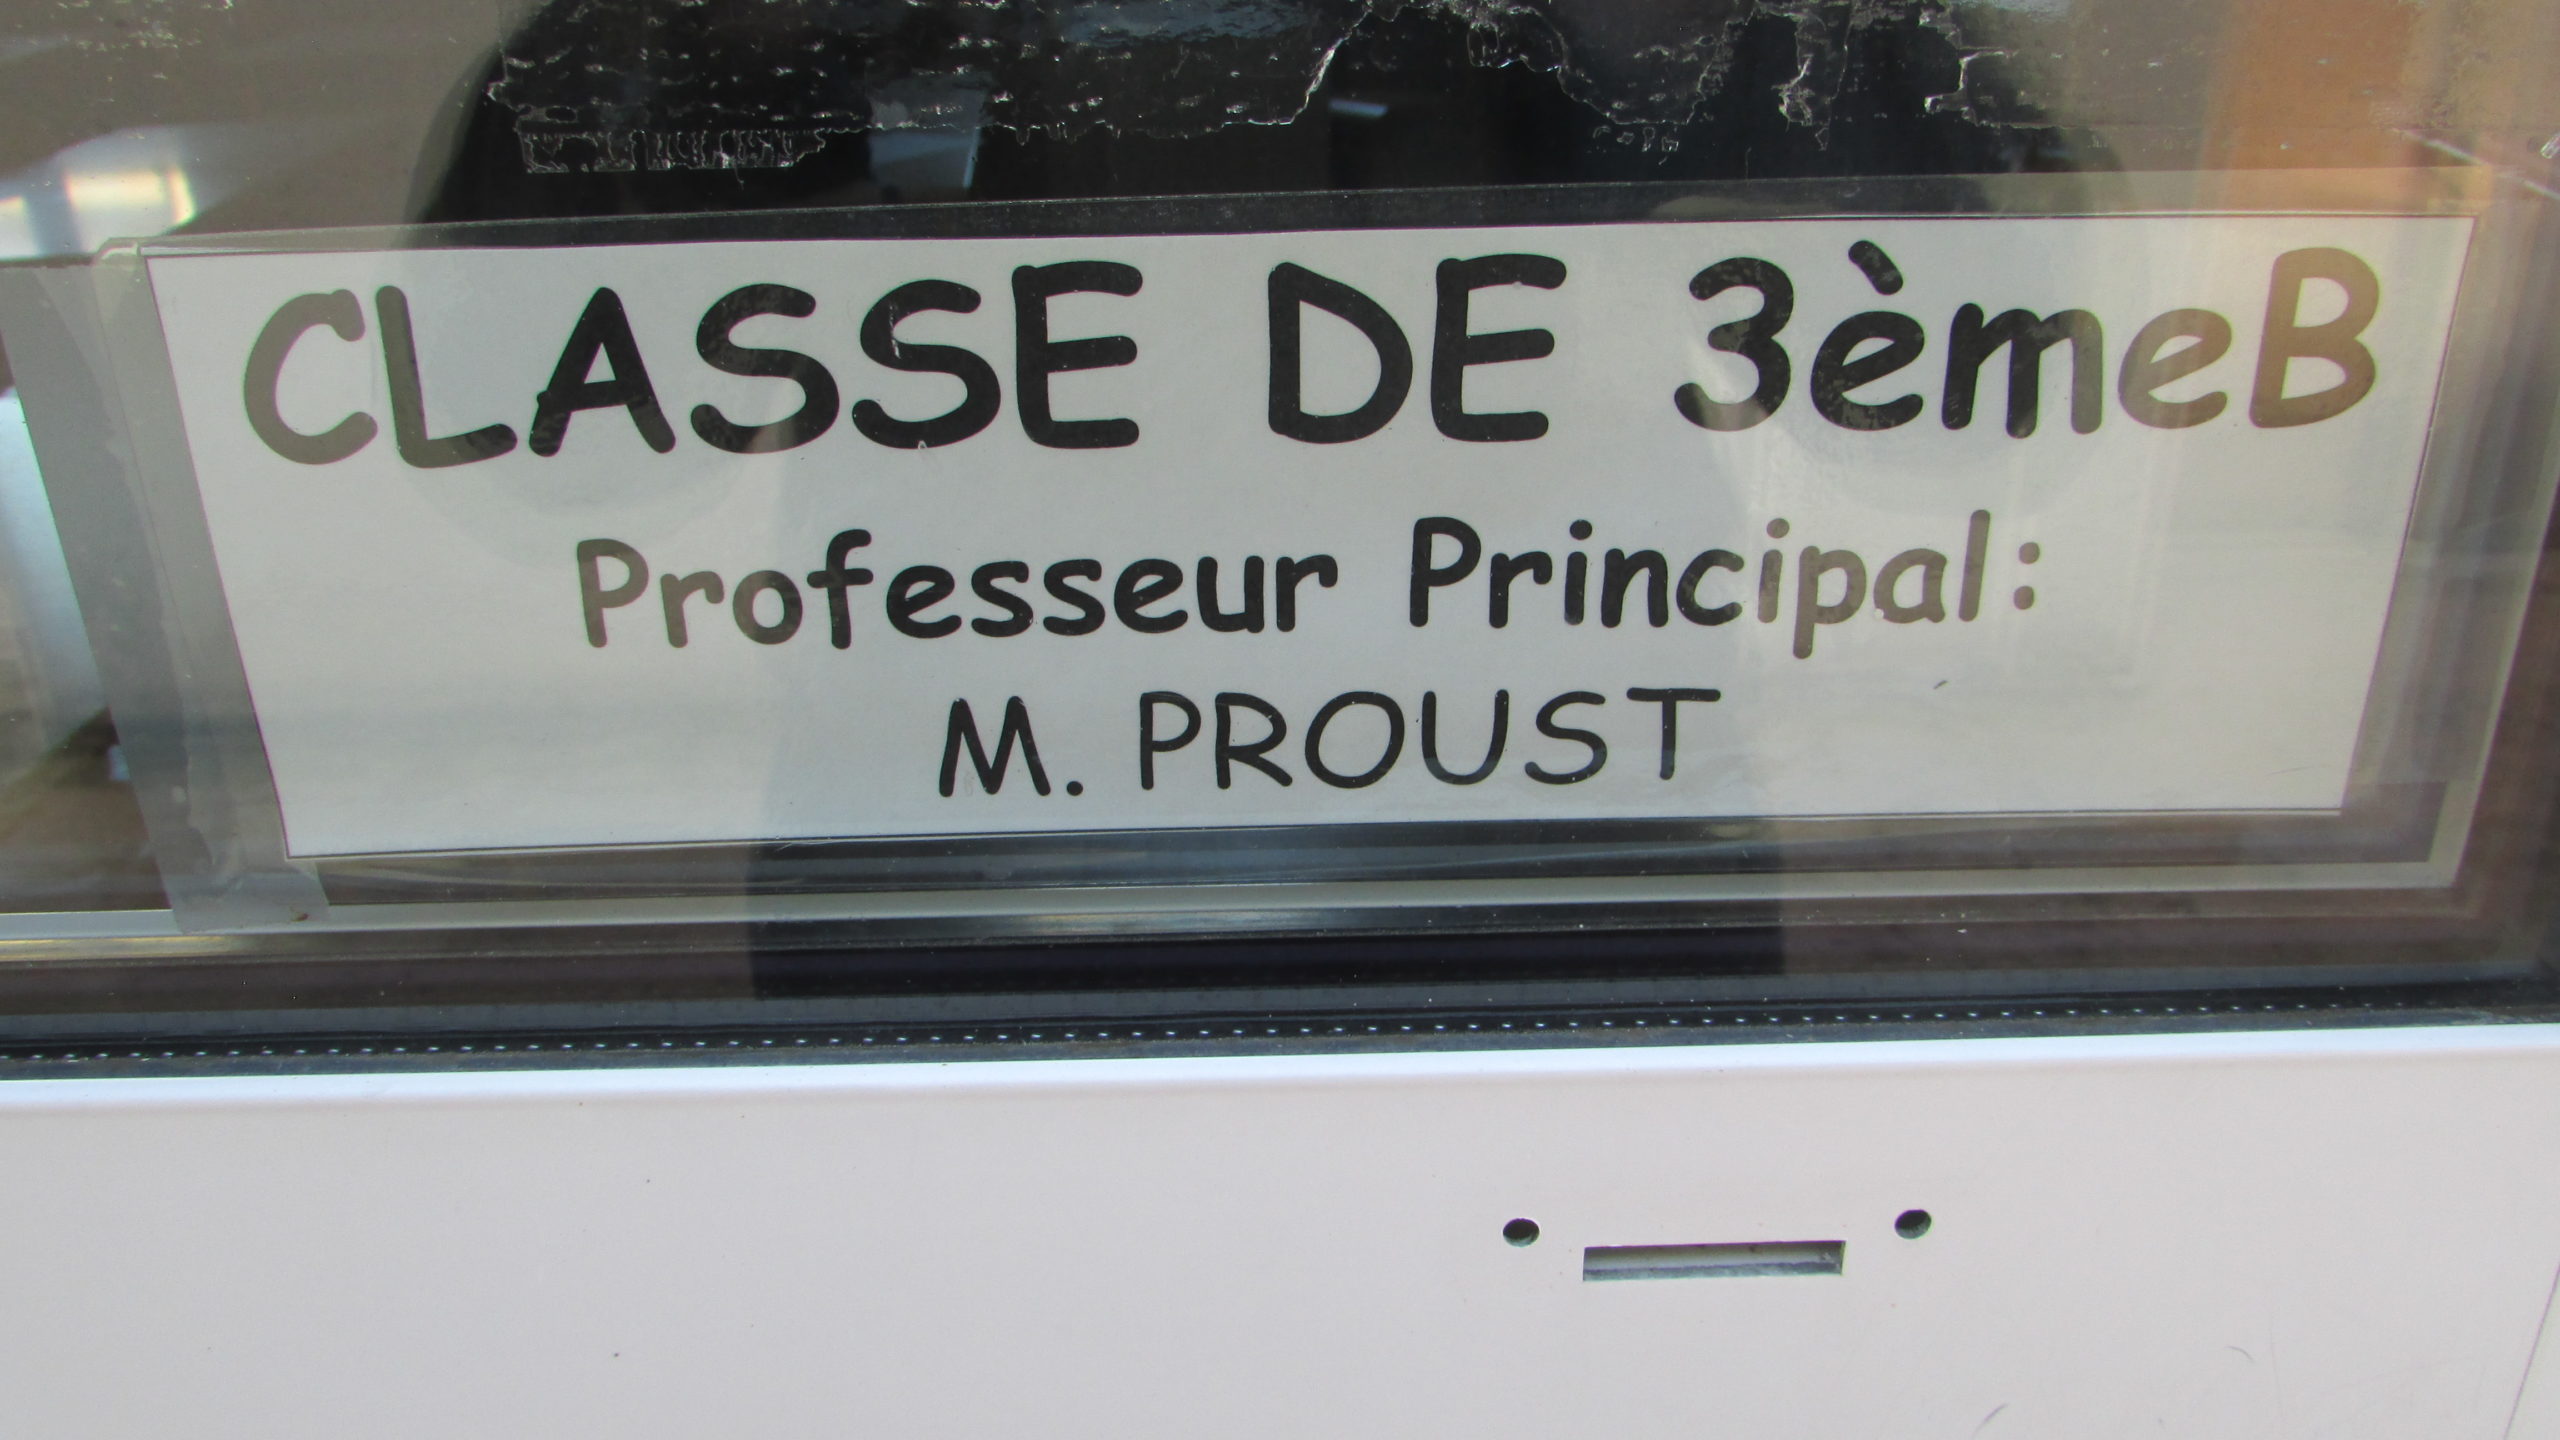 CLASSE DE 3èmeB
Professeur Principal:
M. PROUST